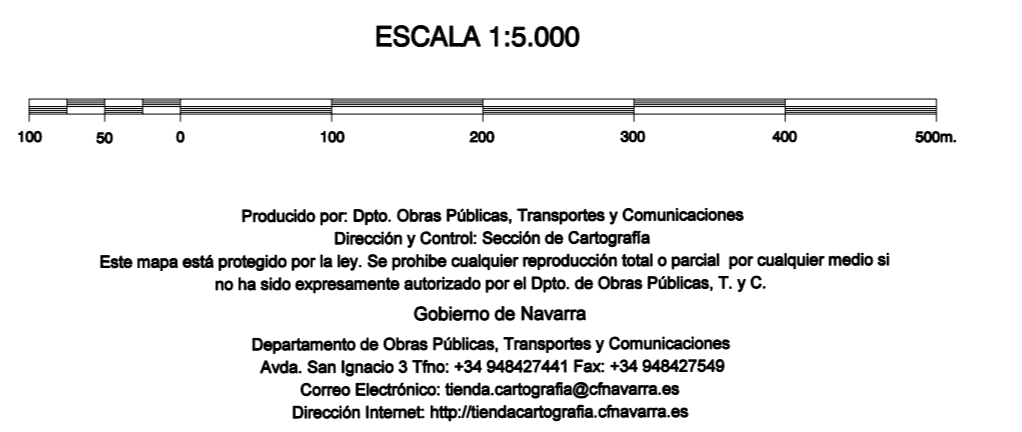 ESCALA 1:5.000
100 50 0 100 200 300 400 500m.
Producido por: Dpto. Obras Públicas, Transportes y Comunicaciones
Dirección y Control: Sección de Cartografía
Este mapa está protegido por la ley. Se prohibe cualquier reproducción total o parcial por cualquier medio si
no ha sido expresamente autorizado por el Dpto. de Obras Públicas, T. y C.
Gobierno de Navarra
Departamento de Obras Públicas, Transportes y Comunicaciones
Avda. San Ignacio 3 Tfno: +34 948427441 Fax: +34 948427549
Correo Electrónico: tienda.cartografia@cfnavarra.es
Dirección Internet: http://tiendacartografia.cfnavarra.es